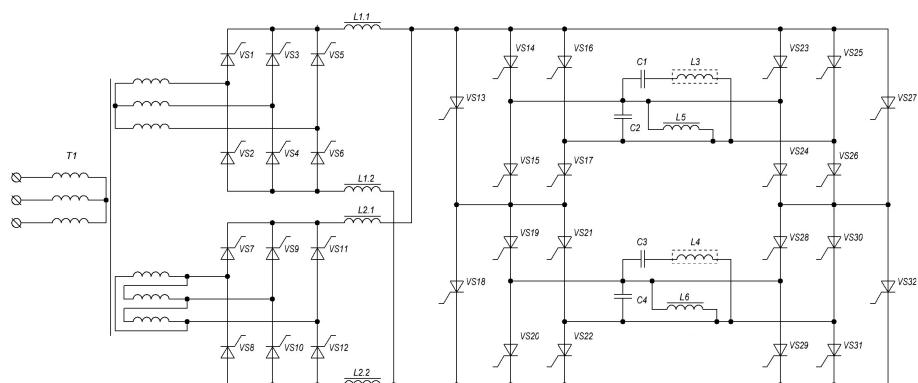 L1.1
VS1
VS3
VS5
VS14
VS16
VS23
VS25
C1
L3
VS13
VS27
C2
L5
T1
VS2
VS4
VS6
VS15
VS17
VS24
VS26
L1.2
L2.1
VS7
VS9
VS11
VS19
VS21
VS28
VS30
C3
L4
VS18
VS32
C4
L6
VS8
VS10
VS12
VS20
VS22
VS29
VS31
L2.2